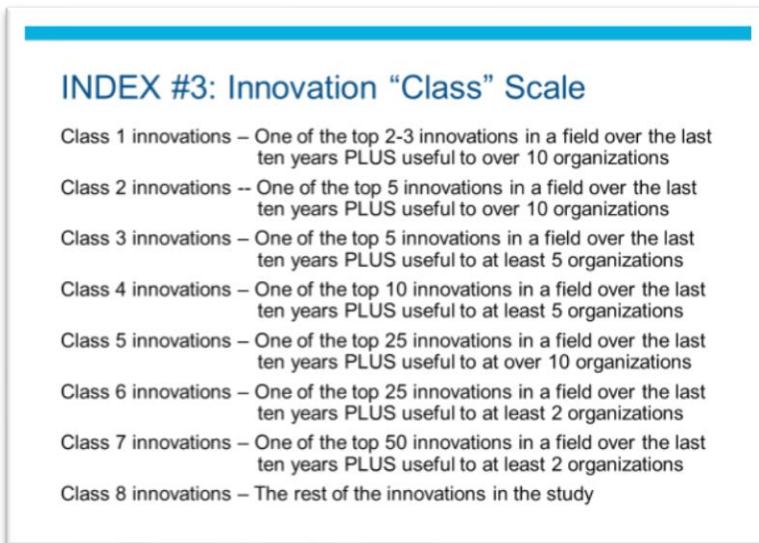 INDEX #3: Innovation “Class” Scale
Class 1 innovations – One of the top 2-3 innovations in a field over the last
ten years PLUS useful to over 10 organizations
Class 2 innovations -- One of the top 5 innovations in a field over the last
ten years PLUS useful to over 10 organizations
Class 3 innovations – One of the top 5 innovations in a field over the last
ten years PLUS useful to at least 5 organizations
Class 4 innovations – One of the top 10 innovations in a field over the last
ten years PLUS useful to at least 5 organizations
Class 5 innovations – One of the top 25 innovations in a field over the last
ten years PLUS useful to at over 10 organizations
Class 6 innovations – One of the top 25 innovations in a field over the last
ten years PLUS useful to at least 2 organizations
Class 7 innovations – One of the top 50 innovations in a field over the last
ten years PLUS useful to at least 2 organizations
Class 8 innovations – The rest of the innovations in the study